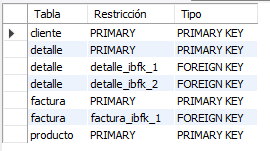 Tabla Restricción Tipo
cliente PRIMARY PRIMARY KEY
detalle PRIMARY PRIMARY KEY
detalle detalle_ibfk_1 FOREIGN KEY
detalle detalle_ibfk_2 FOREIGN KEY
factura PRIMARY PRIMARY KEY
factura factura_ibfk_1 FOREIGN KEY
producto PRIMARY PRIMARY KEY